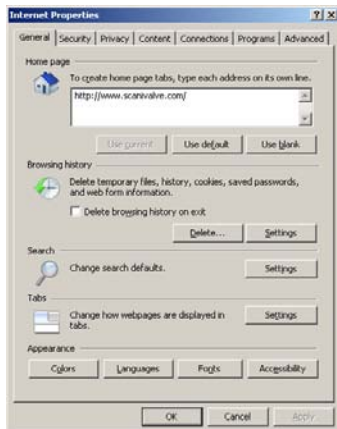 Internet Properties
General Security Privacy Content Connections Programs Advanced
Home page
To create home page tabs, type each address on its own line.
http://www.scanivalve.com/
Use current Use default Use blank
Browsing history
Delete temporary files, history, cookies, saved passwords,
and web form information.
Delete browsing history on exit
Delete... Settings
Search
Change search defaults. Settings
Tabs
Change how webpages are displayed in
tabs. Settings
Appearance
Colors Languages Fonts Accessibility
OK Cancel Apply